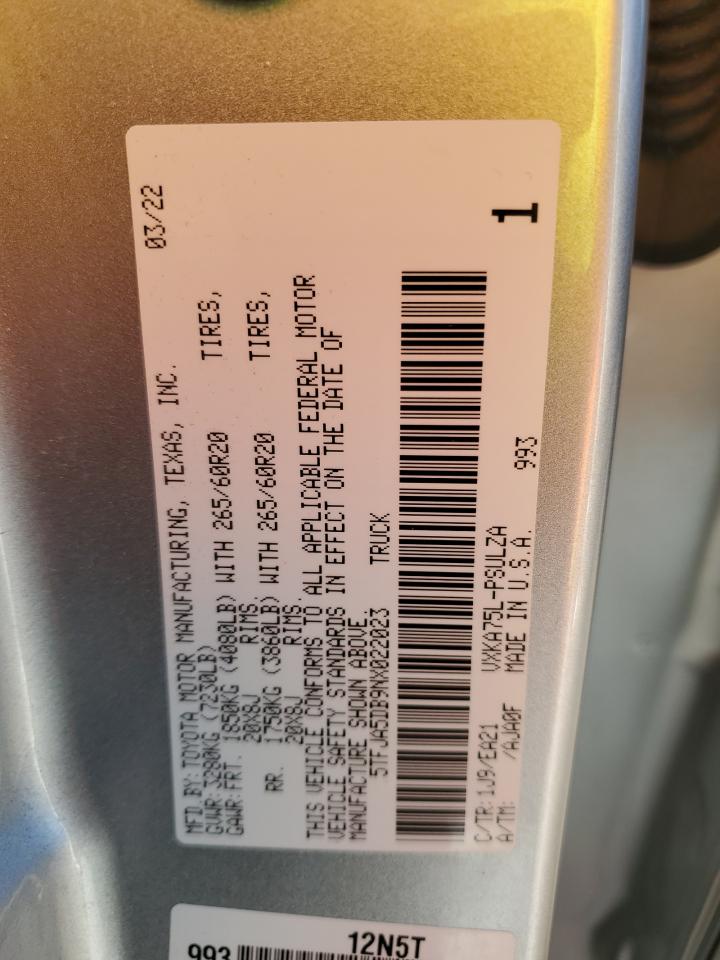 03/22
MFD.BY:TOYOTA MOTOR MANUFACTURING, TEXAS, INC.
GVWR:3280KG (7230LB)
GAWR:FRT. 1850KG (4080LB) WITH 265/60R20 TIRES,
20X8J RIMS.
RR. 1750KG (3860LB) WITH 265/60R20 TIRES,
20X8J RIMS.
THIS VEHICLE CONFORMS TO ALL APPLICABLE FEDERAL MOTOR
VEHICLE SAFETY STANDARDS IN EFFECT ON THE DATE OF
MANUFACTURE SHOWN ABOVE.
5TFJA5DB9NX022023 TRUCK
C/TR:1J9/EA21 VXKA75L-PSULZA 993
A/TM: /AJA0F MADE IN U.S.A.
1
12N5T
993